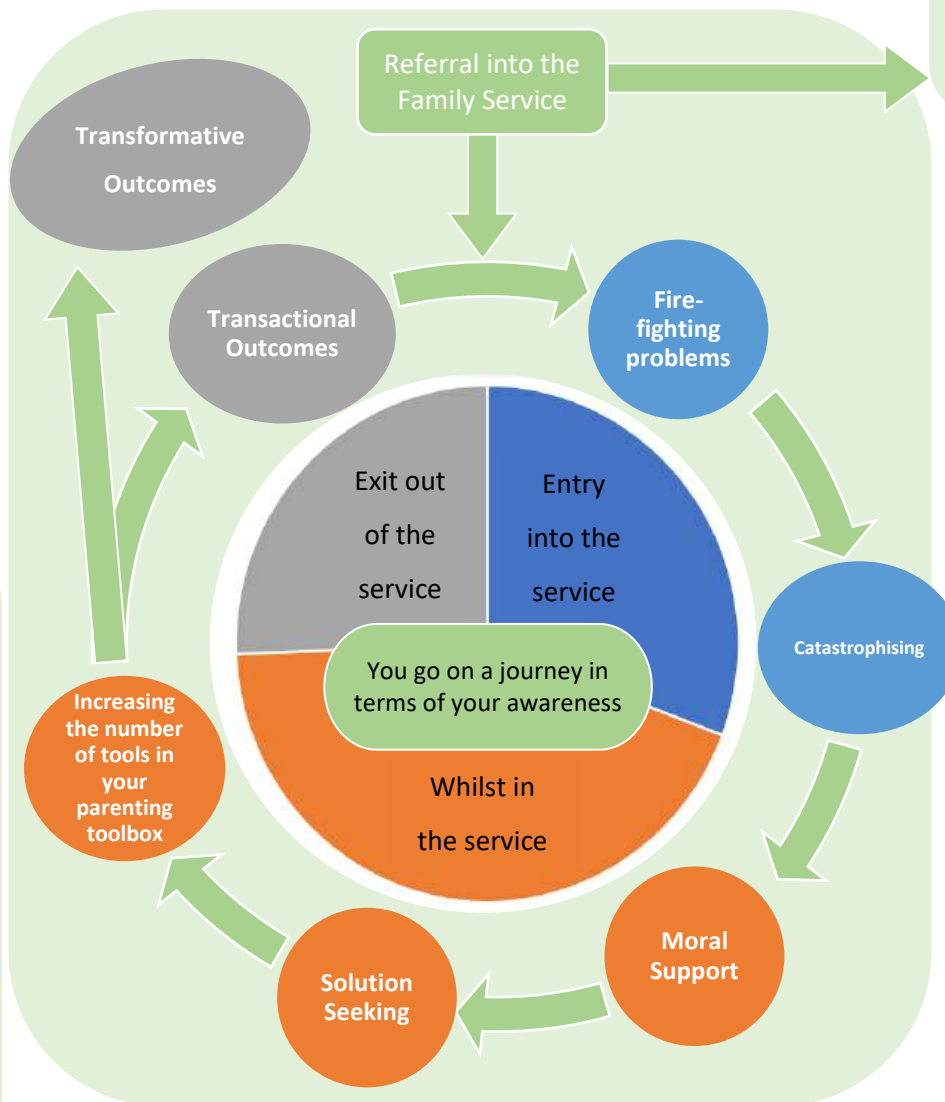 Referral into the
Family Service
Transformative
Outcomes
Transactional
Outcomes
Fire-
fighting
problems
Exit out
of the
service
Entry
into the
service
Catastrophising
You go on a journey in
terms of your awareness
Increasing
the number
of tools in
your
parenting
toolbox
Whilst in
the service
Moral
Support
Solution
Seeking